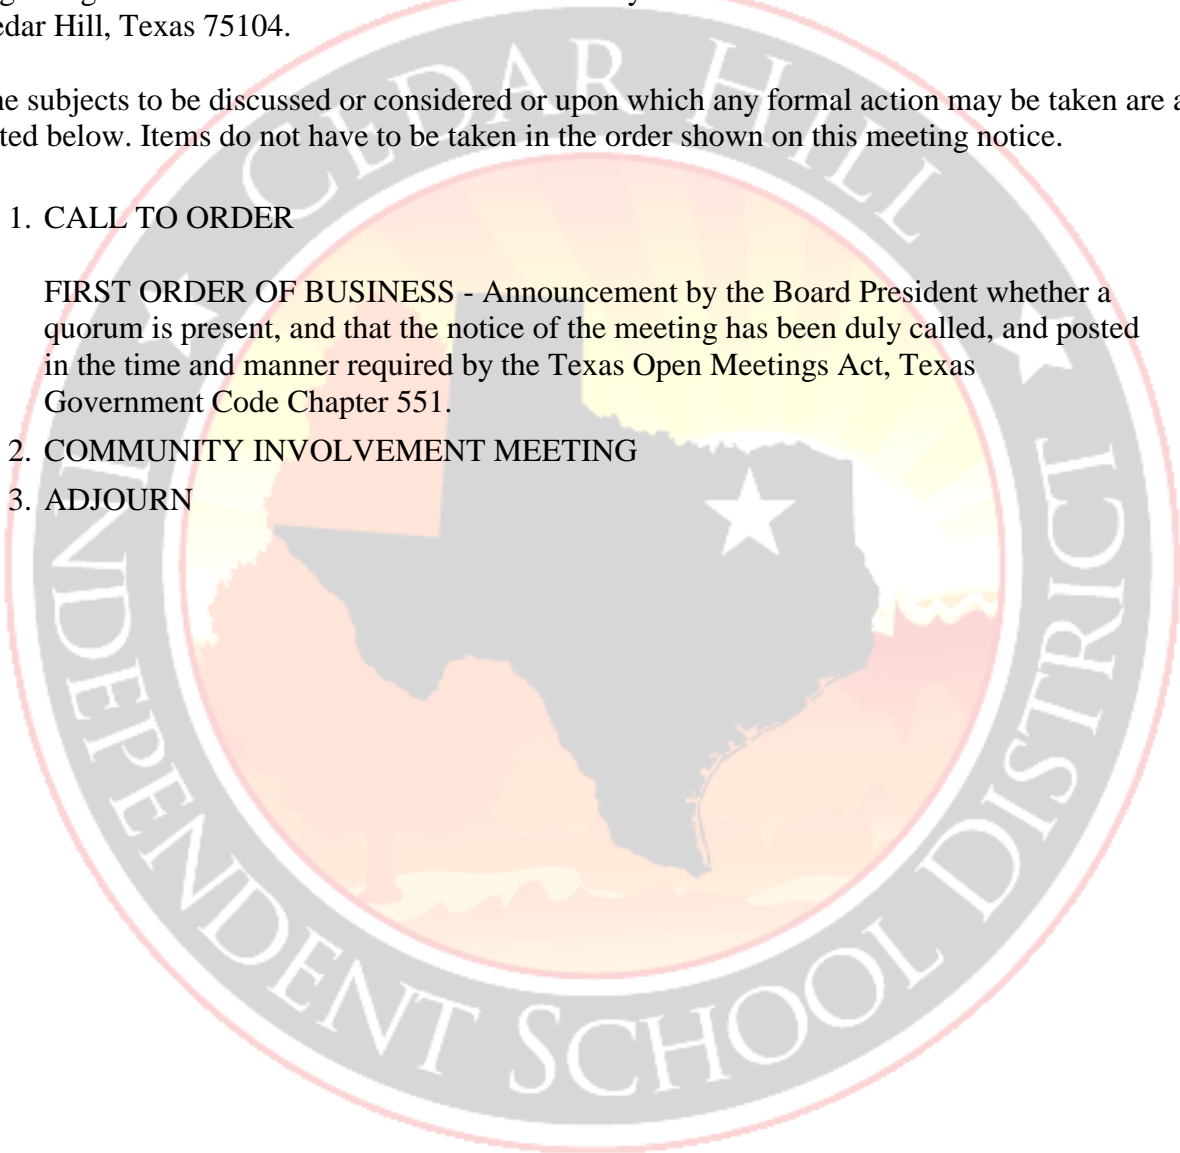 edar Hill, Texas 75104.
he subjects to be discussed or considered or upon which any formal action may be taken are a
ted below. Items do not have to be taken in the order shown on this meeting notice.
1. CALL TO ORDER
FIRST ORDER OF BUSINESS - Announcement by the Board President whether a
quorum is present, and that the notice of the meeting has been duly called, and posted
in the time and manner required by the Texas Open Meetings Act, Texas
Government Code Chapter 551.
2. COMMUNITY INVOLVEMENT MEETING
3. ADJOURN
CEDAR HILL
INDEPENDENT SCHOOL DISTRICT